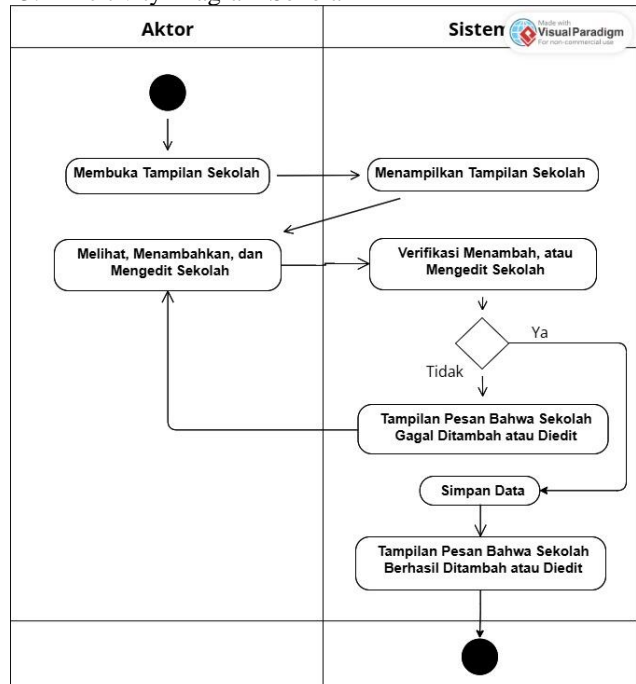 Aktor
Sistem
Made with
VisualParadigm
For non-commercial use
Membuka Tampilan Sekolah
Menampilkan Tampilan Sekolah
Melihat, Menambahkan, dan
Mengedit Sekolah
Verifikasi Menambah, atau
Mengedit Sekolah
Ya
Tidak
Tampilan Pesan Bahwa Sekolah
Gagal Ditambah atau Diedit
Simpan Data
Tampilan Pesan Bahwa Sekolah
Berhasil Ditambah atau Diedit